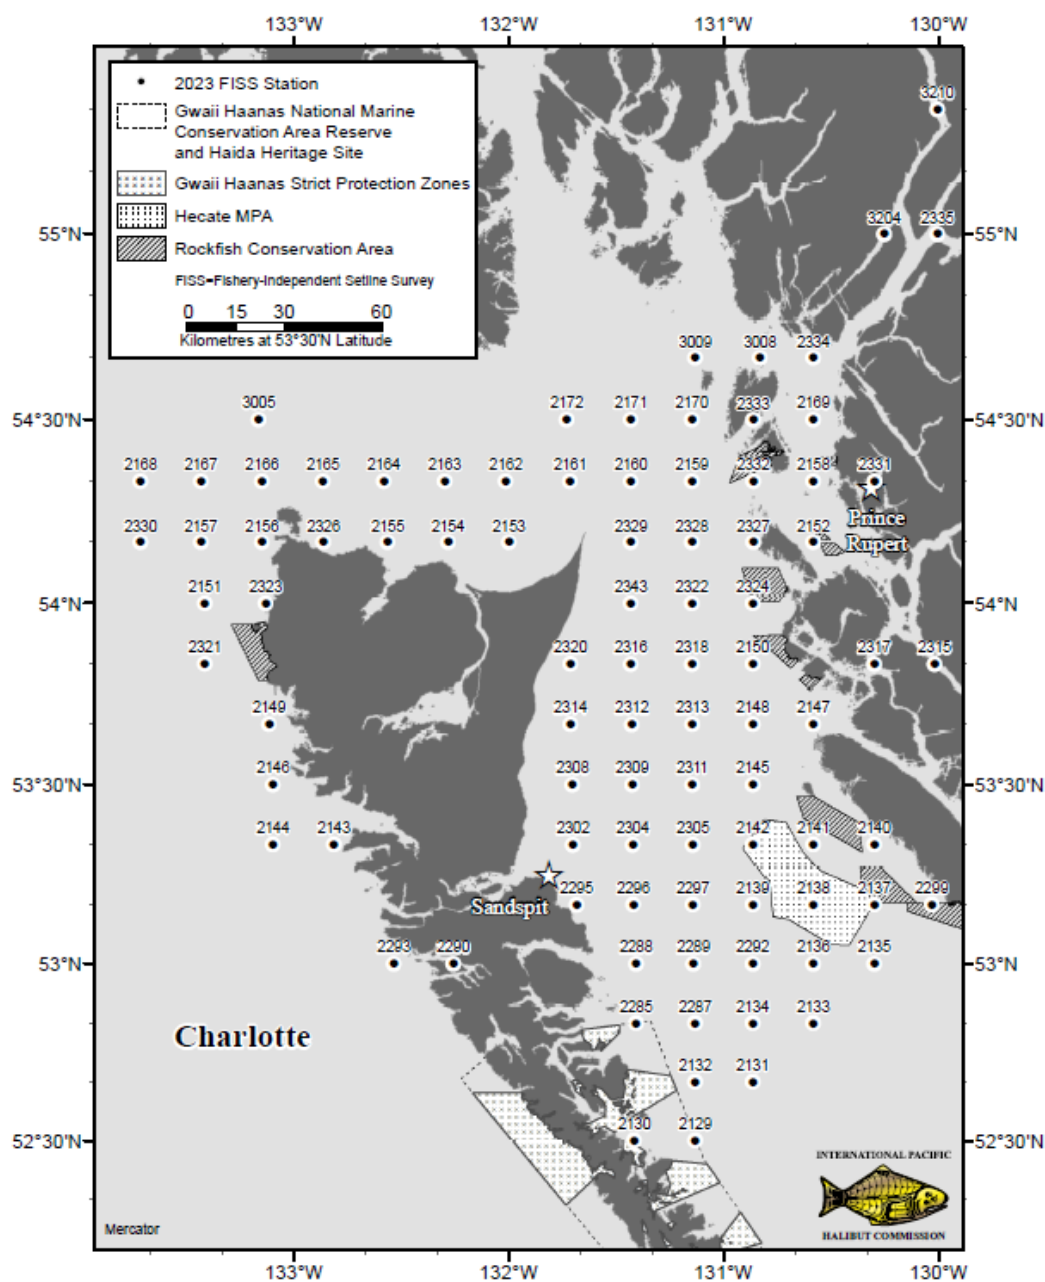 133°W 132°W 131°W 130°W
2023 FISS Station
Gwaii Haanas National Marine
Conservation Area Reserve
and Haida Heritage Site
Gwaii Haanas Strict Protection Zones
Hecate MPA
Rockfish Conservation Area
FISS=Fishery-Independent Setline Survey
0 15 30 60
Kilometres at 53°30'N Latitude
3210
55°N 3204 2335 55°N
3009 3008 2334
54°30'N 3005 2172 2171 2170 2333 2169 54°30'N
2168 2167 2166 2165 2164 2163 2162 2161 2160 2159 2332 2158 2331
Prince
Rupert
2330 2157 2156 2326 2155 2154 2153 2329 2328 2327 2152
54°N 2151 2323 2343 2322 2324 54°N
2321 2320 2316 2318 2150 2317 2315
2149 2314 2312 2313 2148 2147
53°30'N 2146 2308 2309 2311 2145 53°30'N
2144 2143 2302 2304 2305 2142 2141 2140
2295 2296 2297 2139 2138 2137 2299
Sandspit
53°N 2293 2290 2288 2289 2292 2136 2135 53°N
2285 2287 2134 2133
Charlotte
2132 2131
52°30'N 2130 2129 52°30'N
INTERNATIONAL PACIFIC
HALIBUT COMMISSION
Mercator
133°W 132°W 131°W 130°W